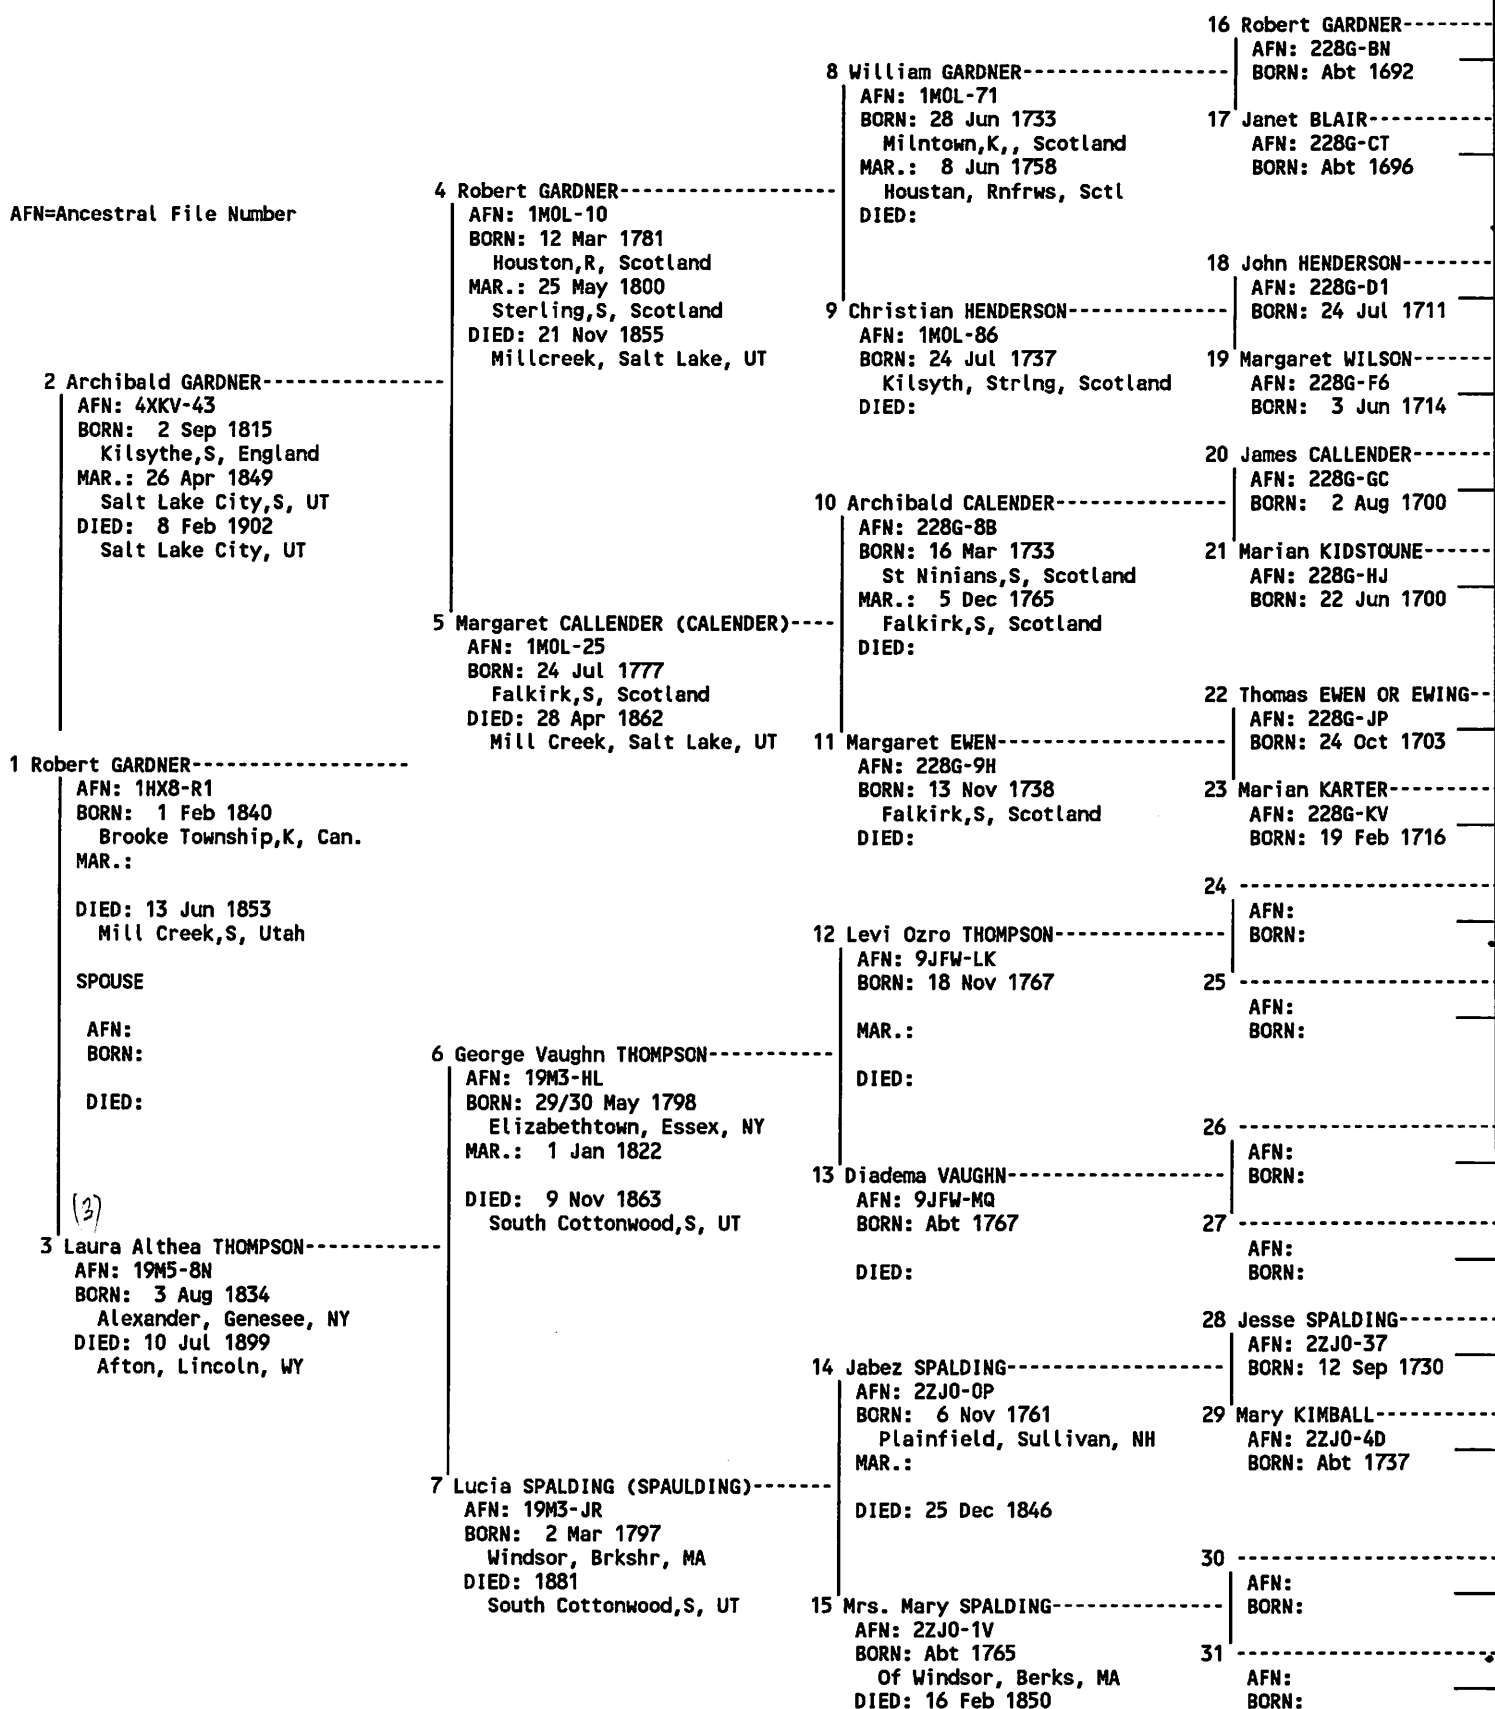 AFN=Ancestral File Number
1 Robert GARDNER------------------
AFN: 1HX8-R1
BORN:  1 Feb 1840
Brooke Township,K, Can.
MAR.:
DIED: 13 Jun 1853
Mill Creek,S, Utah
SPOUSE
AFN:
BORN:
DIED:
2 Archibald GARDNER---------------
AFN: 4XKV-43
BORN:  2 Sep 1815
Kilsythe,S, England
MAR.: 26 Apr 1849
Salt Lake City,S, UT
DIED:  8 Feb 1902
Salt Lake City, UT
(3)
3 Laura Althea THOMPSON-----------
AFN: 19M5-8N
BORN:  3 Aug 1834
Alexander, Genesee, NY
DIED: 10 Jul 1899
Afton, Lincoln, WY
4 Robert GARDNER------------------
AFN: 1MOL-10
BORN: 12 Mar 1781
Houston,R, Scotland
MAR.: 25 May 1800
Sterling,S, Scotland
DIED: 21 Nov 1855
Millcreek, Salt Lake, UT
5 Margaret CALLENDER (CALENDER)----
AFN: 1MOL-25
BORN: 24 Jul 1777
Falkirk,S, Scotland
DIED: 28 Apr 1862
Mill Creek, Salt Lake, UT
6 George Vaughn THOMPSON----------
AFN: 19M3-HL
BORN: 29/30 May 1798
Elizabethtown, Essex, NY
MAR.:  1 Jan 1822
DIED:  9 Nov 1863
South Cottonwood,S, UT
7 Lucia SPALDING (SPAULDING)-------
AFN: 19M3-JR
BORN:  2 Mar 1797
Windsor, Brkshr, MA
DIED: 1881
South Cottonwood,S, UT
8 William GARDNER-----------------
AFN: 1MOL-71
BORN: 28 Jun 1733
Milntown,K,, Scotland
MAR.:  8 Jun 1758
Houstan, Rnfrws, Sctl
DIED:
9 Christian HENDERSON-------------
AFN: 1MOL-86
BORN: 24 Jul 1737
Kilsyth, Strlng, Scotland
DIED:
10 Archibald CALENDER--------------
AFN: 228G-8B
BORN: 16 Mar 1733
St Ninians,S, Scotland
MAR.:  5 Dec 1765
Falkirk,S, Scotland
DIED:
11 Margaret EWEN-------------------
AFN: 228G-9H
BORN: 13 Nov 1738
Falkirk,S, Scotland
DIED:
12 Levi Ozro THOMPSON--------------
AFN: 9JFW-LK
BORN: 18 Nov 1767
MAR.:
DIED:
13 Diadema VAUGHN------------------
AFN: 9JFW-MQ
BORN: Abt 1767
DIED:
14 Jabez SPALDING------------------
AFN: 2ZJ0-0P
BORN:  6 Nov 1761
Plainfield, Sullivan, NH
MAR.:
DIED: 25 Dec 1846
15 Mrs. Mary SPALDING--------------
AFN: 2ZJ0-1V
BORN: Abt 1765
Of Windsor, Berks, MA
DIED: 16 Feb 1850
16 Robert GARDNER--------
AFN: 228G-BN
BORN: Abt 1692
17 Janet BLAIR-----------
AFN: 228G-CT
BORN: Abt 1696
18 John HENDERSON--------
AFN: 228G-D1
BORN: 24 Jul 1711
19 Margaret WILSON-------
AFN: 228G-F6
BORN:  3 Jun 1714
20 James CALLENDER-------
AFN: 228G-GC
BORN:  2 Aug 1700
21 Marian KIDSTOUNE------
AFN: 228G-HJ
BORN: 22 Jun 1700
22 Thomas EWEN OR EWING--
AFN: 228G-JP
BORN: 24 Oct 1703
23 Marian KARTER---------
AFN: 228G-KV
BORN: 19 Feb 1716
24 ----------------------
AFN:
BORN:
25 ----------------------
AFN:
BORN:
26 ----------------------
AFN:
BORN:
27 ----------------------
AFN:
BORN:
28 Jesse SPALDING--------
AFN: 2ZJ0-37
BORN: 12 Sep 1730
29 Mary KIMBALL----------
AFN: 2ZJ0-4D
BORN: Abt 1737
30 ----------------------
AFN:
BORN:
31 ----------------------
AFN:
BORN: